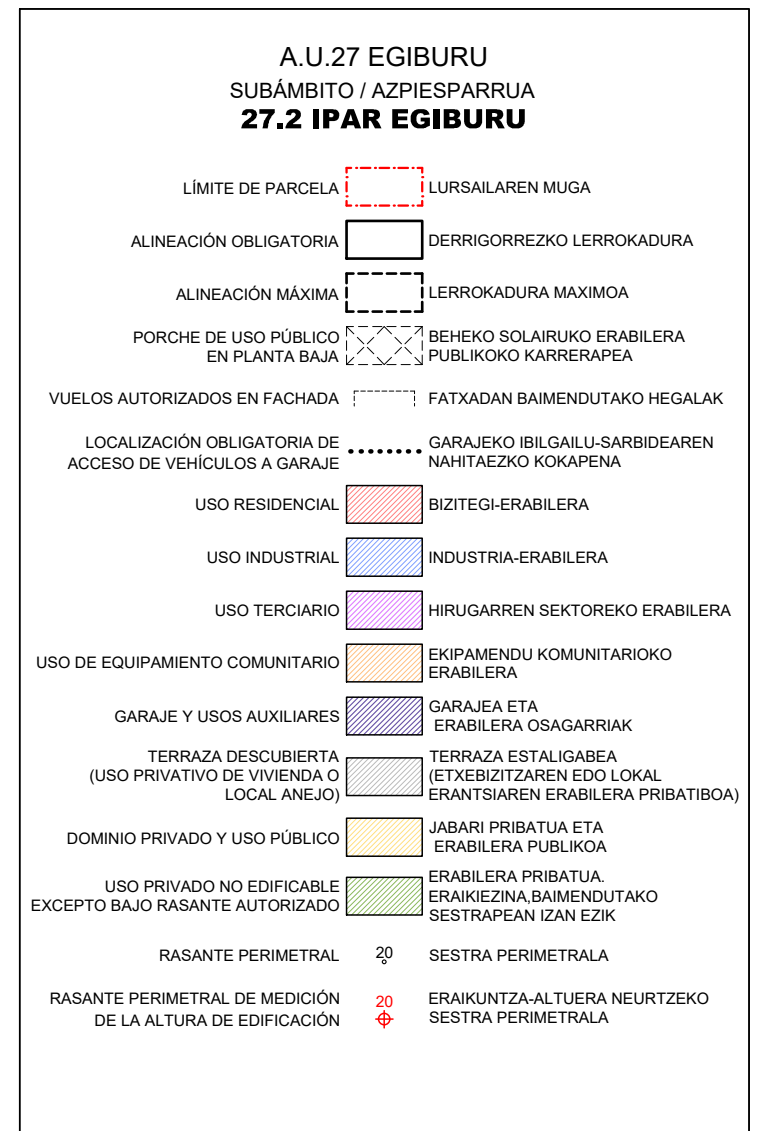 A.U.27 EGIBURU
SUBÁMBITO / AZPIESPARRUA
27.2 IPAR EGIBURU
LÍMITE DE PARCELA
LURSAILAREN MUGA
ALINEACIÓN OBLIGATORIA
DERRIGORREZKO LERROKADURA
ALINEACIÓN MÁXIMA
LERROKADURA MAXIMOA
PORCHE DE USO PÚBLICO
EN PLANTA BAJA
BEHEKO SOLAIRUKO ERABILERA
PUBLIKOKO KARRERAPEA
VUELOS AUTORIZADOS EN FACHADA
FATXADAN BAIMENDUTAKO HEGALAK
LOCALIZACIÓN OBLIGATORIA DE
ACCESO DE VEHÍCULOS A GARAJE
GARAJEKO IBILGAILU-SARBIDEAREN
NAHITAEZKO KOKAPENA
USO RESIDENCIAL
BIZITEGI-ERABILERA
USO INDUSTRIAL
INDUSTRIA-ERABILERA
USO TERCIARIO
HIRUGARREN SEKTOREKO ERABILERA
USO DE EQUIPAMIENTO COMUNITARIO
EKIPAMENDU KOMUNITARIOKO
ERABILERA
GARAJE Y USOS AUXILIARES
GARAJEA ETA
ERABILERA OSAGARRIAK
TERRAZA DESCUBIERTA
(USO PRIVATIVO DE VIVIENDA O
LOCAL ANEJO)
TERRAZA ESTALIGABEA
(ETXEBIZITZAREN EDO LOKAL
ERANTSIAREN ERABILERA PRIBATIBOA)
DOMINIO PRIVADO Y USO PÚBLICO
JABARI PRIBATUA ETA
ERABILERA PUBLIKOA
USO PRIVADO NO EDIFICABLE
EXCEPTO BAJO RASANTE AUTORIZADO
ERABILERA PRIBATUA.
ERAIKIEZINA,BAIMENDUTAKO
SESTRAPEAN IZAN EZIK
RASANTE PERIMETRAL
20
SESTRA PERIMETRALA
RASANTE PERIMETRAL DE MEDICIÓN
DE LA ALTURA DE EDIFICACIÓN
20
ERAIKUNTZA-ALTUERA NEURTZEKO
SESTRA PERIMETRALA